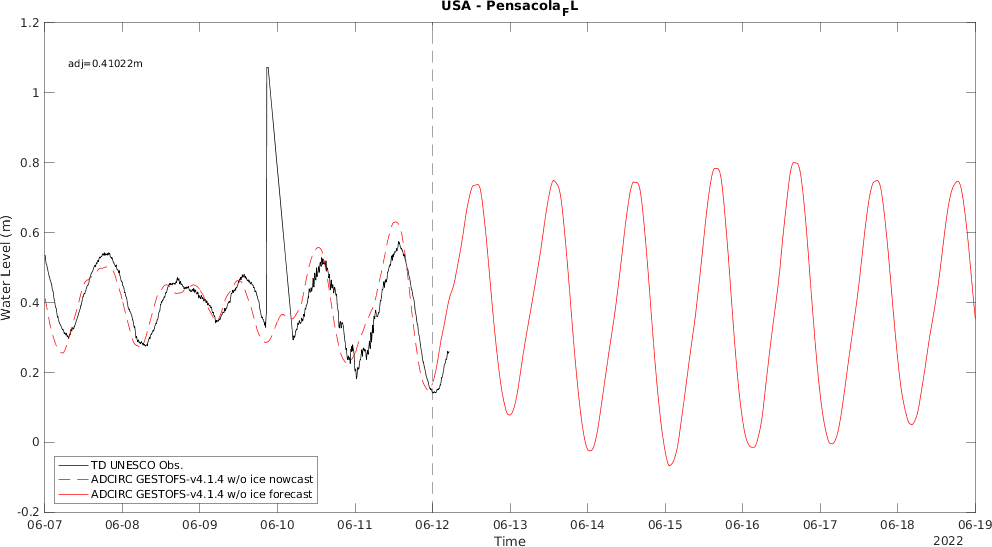 USA - Pensacola_FL
adj=0.41022m
1.2
1
0.8
0.6
0.4
0.2
0
-0.2
Water Level (m)
TD UNESCO Obs.
ADCIRC GESTOFS-v4.1.4 w/o ice nowcast
ADCIRC GESTOFS-v4.1.4 w/o ice forecast
06-07 06-08 06-09 06-10 06-11 06-12 06-13 06-14 06-15 06-16 06-17 06-18 06-19
Time
2022